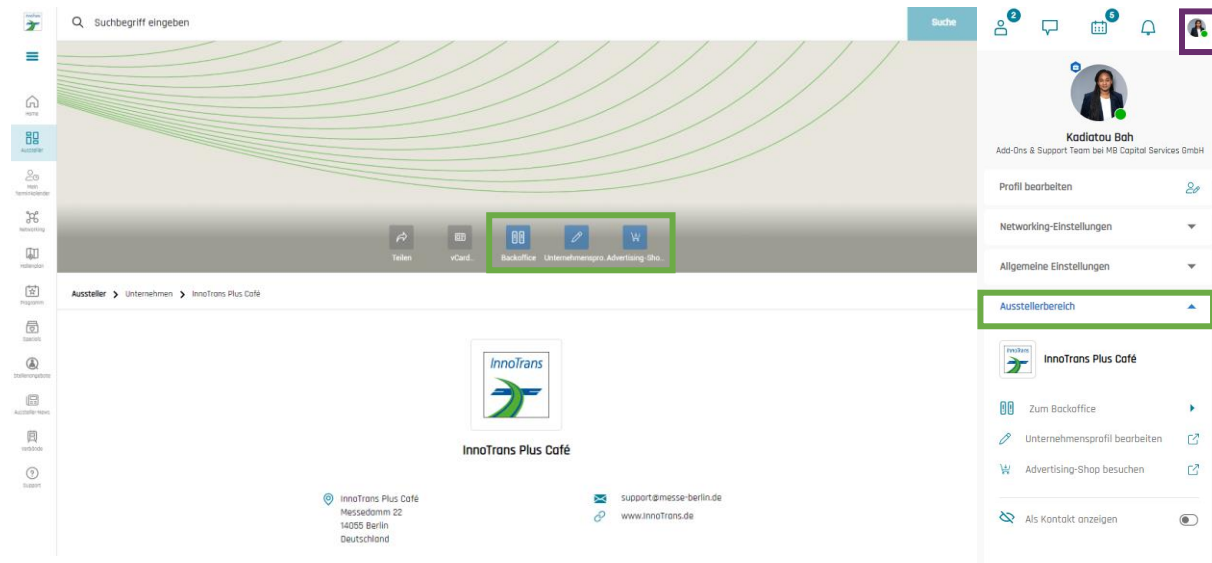 InnoTrans
Suchbegriff eingeben
Suche
2
5
Home
Aussteller
Mein
Terminkalender
Networking
Hallenplan
Programm
Specials
Stellenangebote
Aussteller-News
Verbände
Support
Teilen
vCard..
Backoffice
Unternehmenspro..
Advertising-Sho..
Aussteller > Unternehmen > InnoTrans Plus Café
InnoTrans
InnoTrans Plus Café
InnoTrans Plus Café
Messedamm 22
14055 Berlin
Deutschland
support@messe-berlin.de
www.InnoTrans.de
Kadiatou Bah
Add-Ons & Support Team bei MB Capital Services GmbH
Profil bearbeiten
Networking-Einstellungen
Allgemeine Einstellungen
Ausstellerbereich
InnoTrans
InnoTrans Plus Café
Zum Backoffice
Unternehmensprofil bearbeiten
Advertising-Shop besuchen
Als Kontakt anzeigen